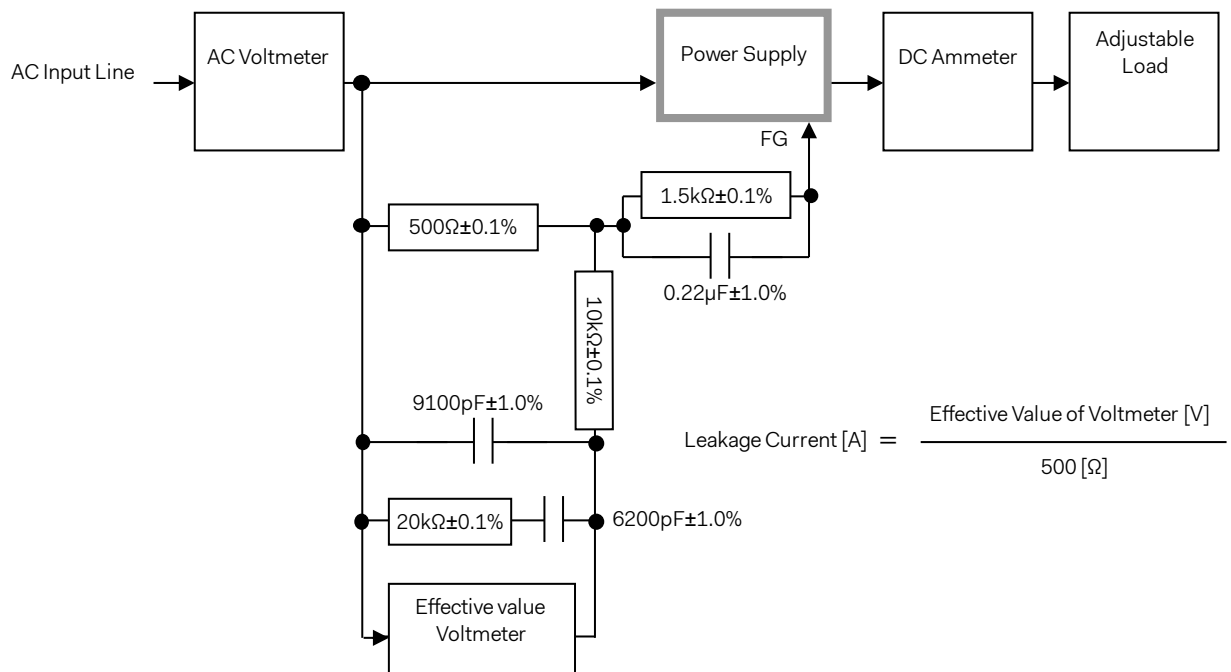 AC Input Line
AC Voltmeter
Power Supply
DC Ammeter
Adjustable
Load
FG
1.5kΩ±0.1%
500Ω±0.1%
0.22µF±1.0%
10kΩ±0.1%
9100pF±1.0%
Leakage Current [A] =
Effective Value of Voltmeter [V]
500 [Ω]
20kΩ±0.1%
6200pF±1.0%
Effective value
Voltmeter